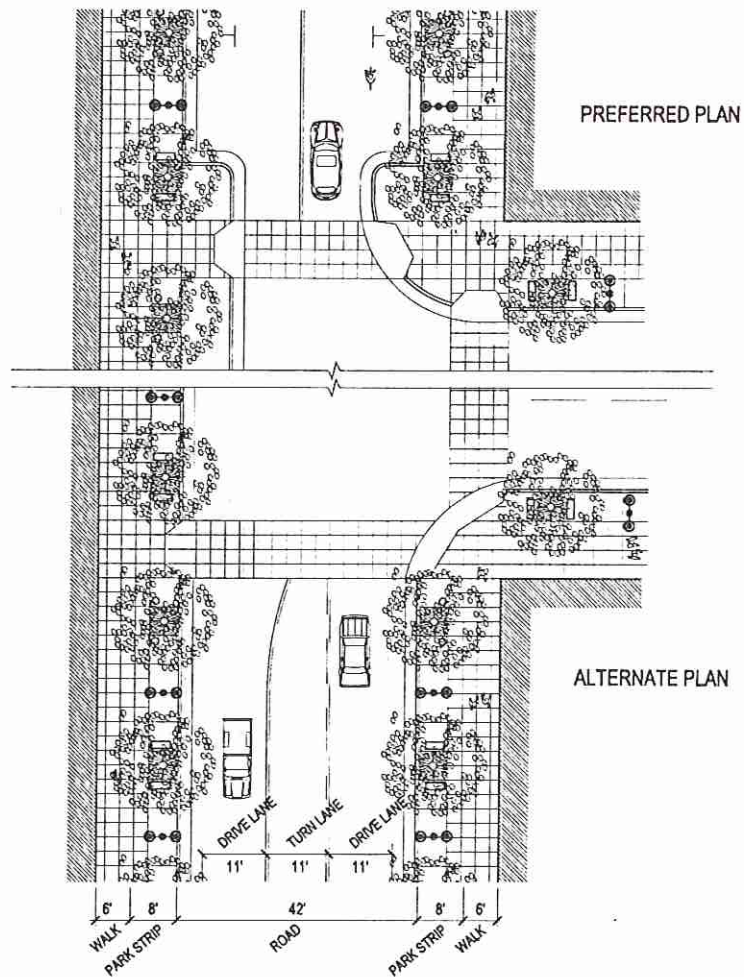 PREFERRED PLAN
ALTERNATE PLAN
DRIVE LANE
TURN LANE
DRIVE LANE
11' 11' 11'
6' 8' 42' 8' 6'
WALK
PARK STRIP
ROAD
PARK STRIP
WALK